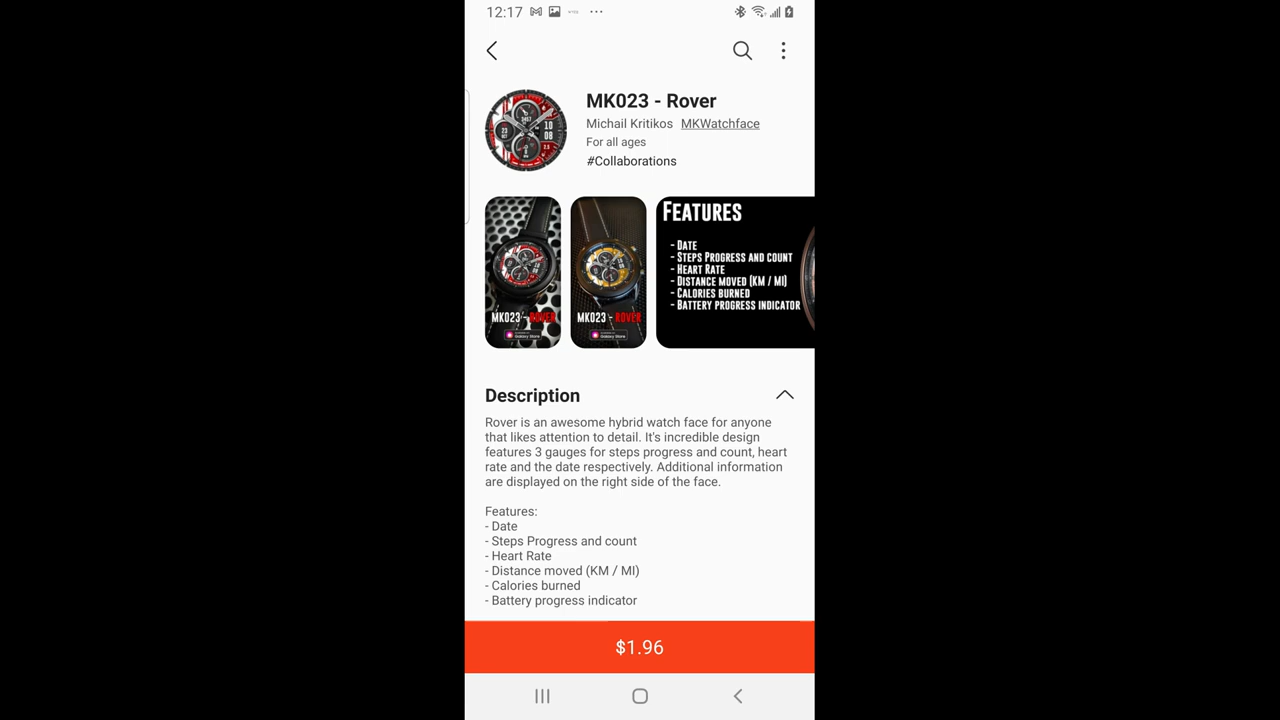 12:17
MK023 - Rover
Michail Kritikos MKWatchface
For all ages
#Collaborations
MK023 - ROVER
Galaxy Store
MK023 - ROVER
Galaxy Store
FEATURES
- DATE
- STEPS PROGRESS AND COUNT
- HEART RATE
- DISTANCE MOVED (KM / MI)
- CALORIES BURNED
- BATTERY PROGRESS INDICATOR
Description
Rover is an awesome hybrid watch face for anyone
that likes attention to detail. It's incredible design
features 3 gauges for steps progress and count, heart
rate and the date respectively. Additional information
are displayed on the right side of the face.
Features:
- Date
- Steps Progress and count
- Heart Rate
- Distance moved (KM / MI)
- Calories burned
- Battery progress indicator
$1.96